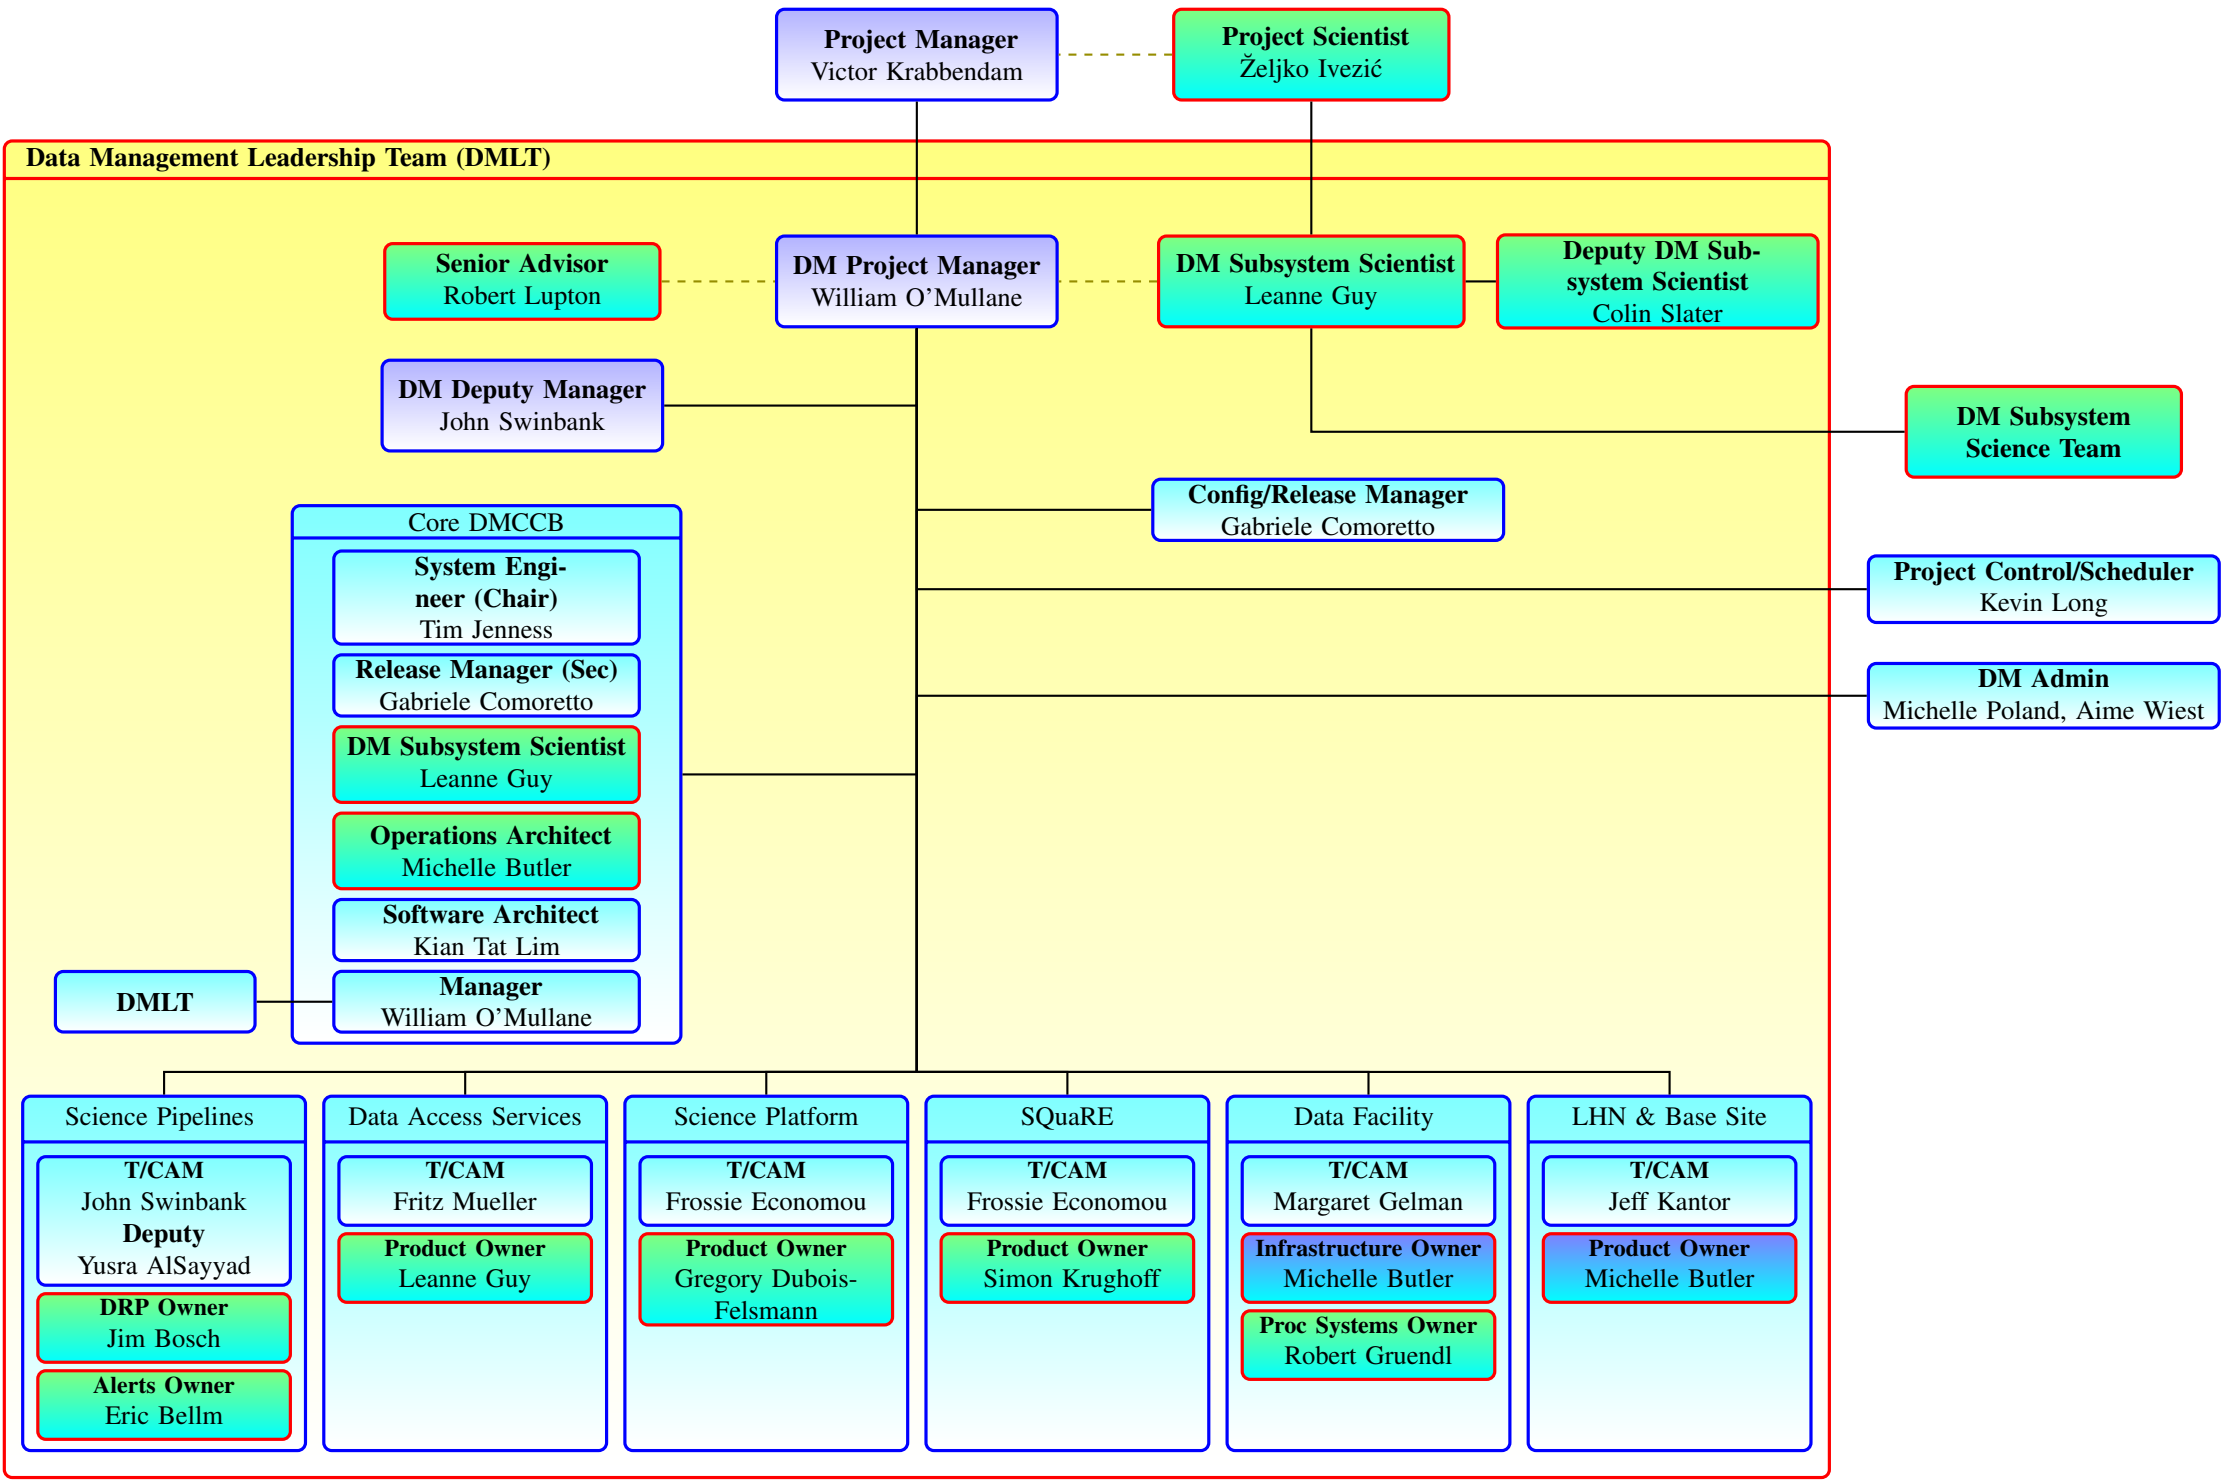 Project Manager
Victor Krabbendam
Project Scientist
Željko Ivezić
Data Management Leadership Team (DMLT)
Senior Advisor
Robert Lupton
DM Project Manager
William O'Mullane
DM Subsystem Scientist
Leanne Guy
Deputy DM Sub-
system Scientist
Colin Slater
DM Deputy Manager
John Swinbank
DM Subsystem
Science Team
Config/Release Manager
Gabriele Comoretto
Project Control/Scheduler
Kevin Long
DM Admin
Michelle Poland, Aime Wiest
Core DMCCB
System Engi-
neer (Chair)
Tim Jenness
Release Manager (Sec)
Gabriele Comoretto
DM Subsystem Scientist
Leanne Guy
Operations Architect
Michelle Butler
Software Architect
Kian Tat Lim
Manager
William O'Mullane
DMLT
Science Pipelines
T/CAM
John Swinbank
Deputy
Yusra AlSayyad
DRP Owner
Jim Bosch
Alerts Owner
Eric Bellm
Data Access Services
T/CAM
Fritz Mueller
Product Owner
Leanne Guy
Science Platform
T/CAM
Frossie Economou
Product Owner
Gregory Dubois-
Felsmann
SQuaRE
T/CAM
Frossie Economou
Product Owner
Simon Krughoff
Data Facility
T/CAM
Margaret Gelman
Infrastructure Owner
Michelle Butler
Proc Systems Owner
Robert Gruendl
LHN & Base Site
T/CAM
Jeff Kantor
Product Owner
Michelle Butler